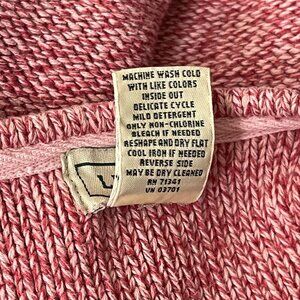 MACHINE WASH COLD
WITH LIKE COLORS
INSIDE OUT
DELICATE CYCLE
MILD DETERGENT
ONLY NON-CHLORINE
BLEACH IF NEEDED
RESHAPE AND DRY FLAT
COOL IRON IF NEEDED
REVERSE SIDE
MAY BE DRY CLEANED
RN 71341
VN 03701